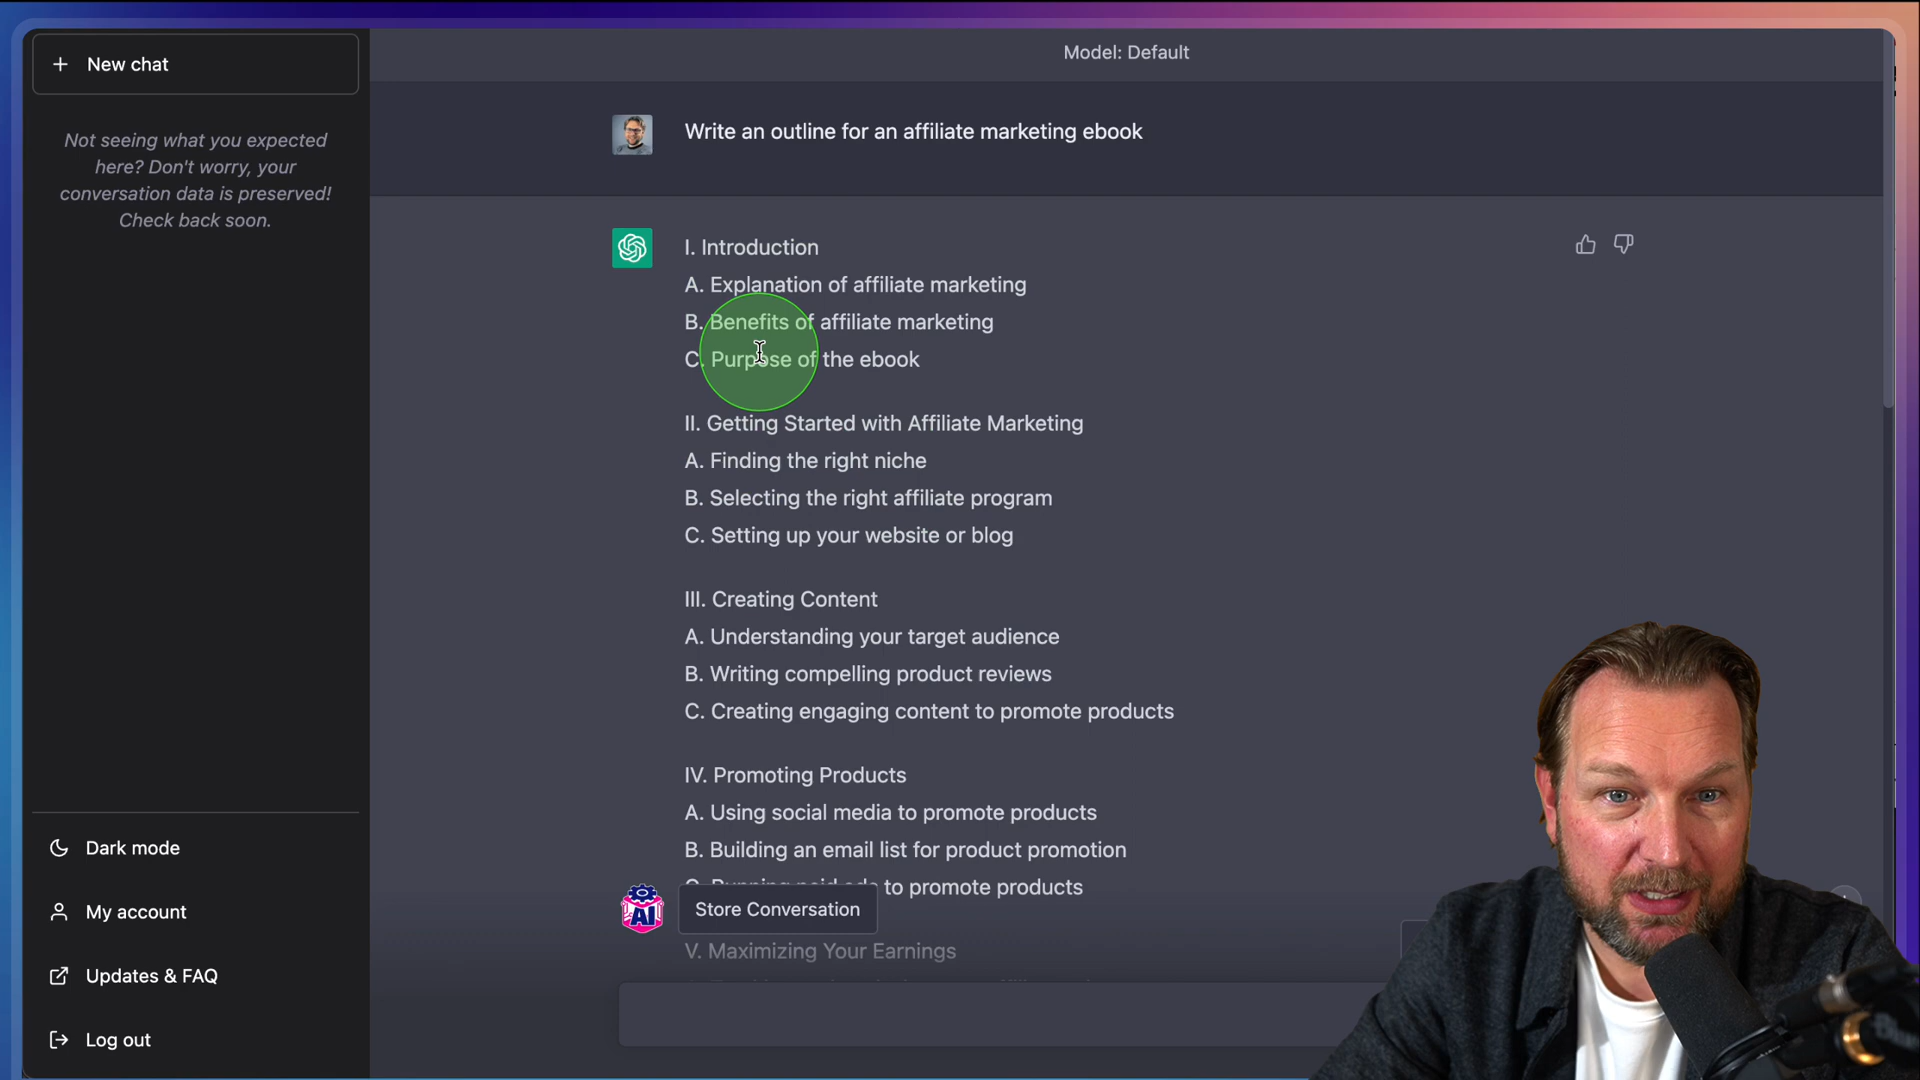 New chat
Not seeing what you expected
here? Don't worry, your
conversation data is preserved!
Check back soon.
Dark mode
My account
Updates & FAQ
Log out
Model: Default
Write an outline for an affiliate marketing ebook
I. Introduction
A. Explanation of affiliate marketing
B. Benefits of affiliate marketing
C. Purpose of the ebook
II. Getting Started with Affiliate Marketing
A. Finding the right niche
B. Selecting the right affiliate program
C. Setting up your website or blog
III. Creating Content
A. Understanding your target audience
B. Writing compelling product reviews
C. Creating engaging content to promote products
IV. Promoting Products
A. Using social media to promote products
B. Building an email list for product promotion
C. Running paid ads to promote products
AI
Store Conversation
V. Maximizing Your Earnings